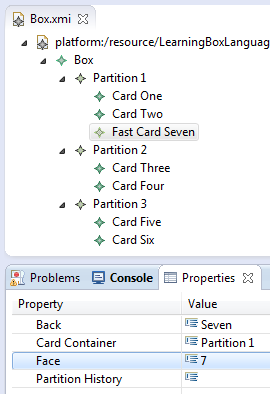 Box.xmi
platform:/resource/LearningBoxLanguag
Box
Partition 1
Card One
Card Two
Fast Card Seven
Partition 2
Card Three
Card Four
Partition 3
Card Five
Card Six
Problems Console Properties
Property Value
Back Seven
Card Container Partition 1
Face 7
Partition History